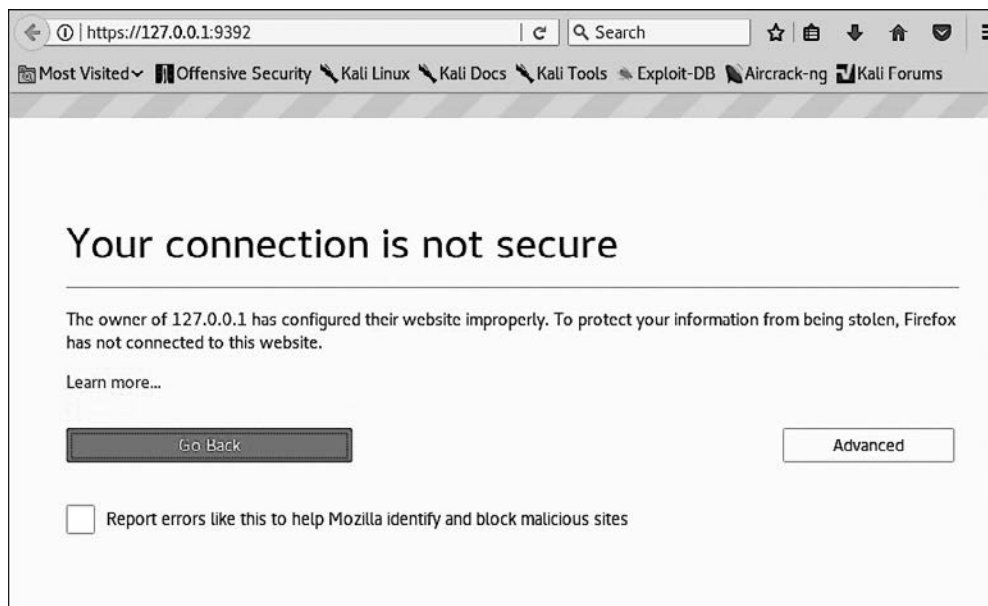 https://127.0.0.1:9392 Search
Most Visited Offensive Security Kali Linux Kali Docs Kali Tools Exploit-DB Aircrack-ng Kali Forums
Your connection is not secure
The owner of 127.0.0.1 has configured their website improperly. To protect your information from being stolen, Firefox
has not connected to this website.
Learn more...
Go Back Advanced
Report errors like this to help Mozilla identify and block malicious sites